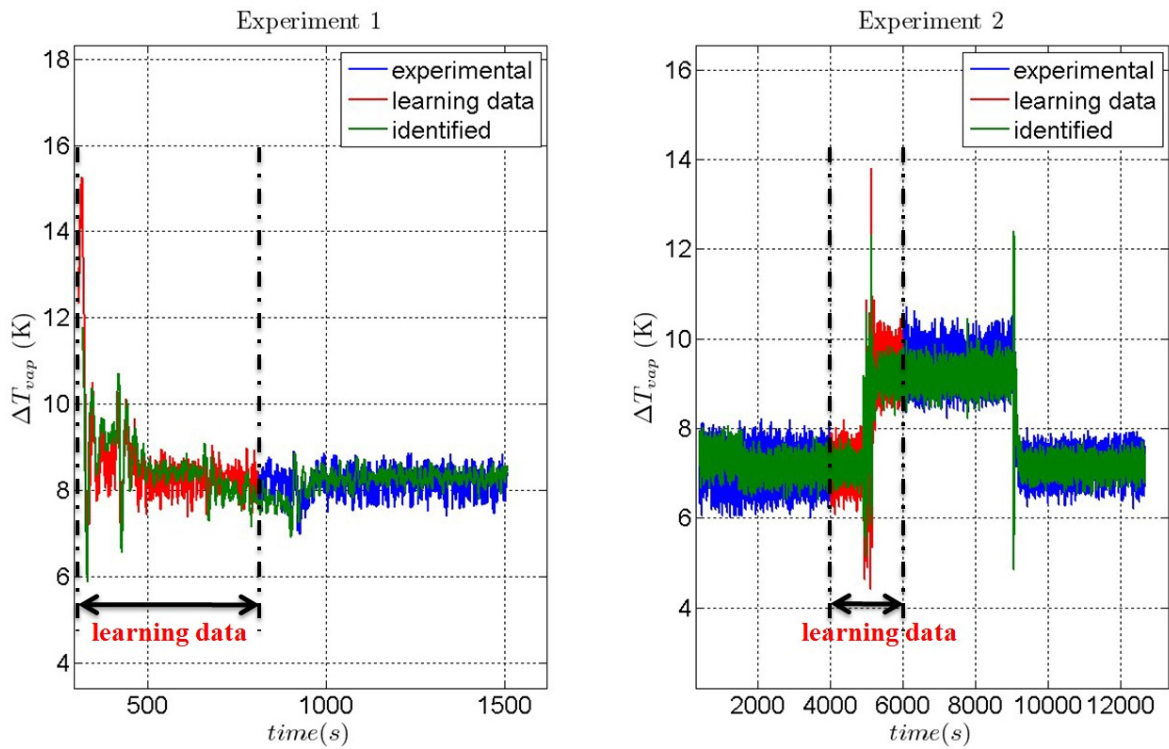 Experiment 1
experimental
learning data
identified
18
16
14
12
10
8
6
4
ΔT_vap (K)
learning data
500
1000
1500
time(s)
Experiment 2
experimental
learning data
identified
16
14
12
10
8
6
4
ΔT_vap (K)
learning data
2000
4000
6000
8000
10000
12000
time(s)